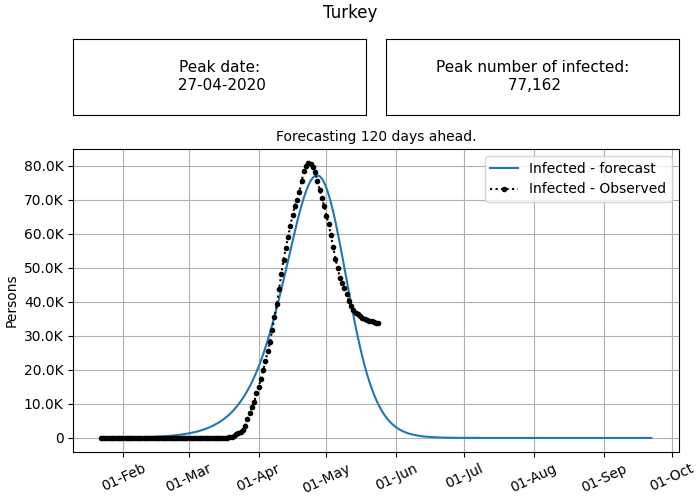 Turkey
Peak date:
27-04-2020
Peak number of infected:
77,162
Forecasting 120 days ahead.
Infected - forecast
Infected - Observed
Persons
80.0K
70.0K
60.0K
50.0K
40.0K
30.0K
20.0K
10.0K
0
01-Feb
01-Mar
01-Apr
01-May
01-Jun
01-Jul
01-Aug
01-Sep
01-Oct